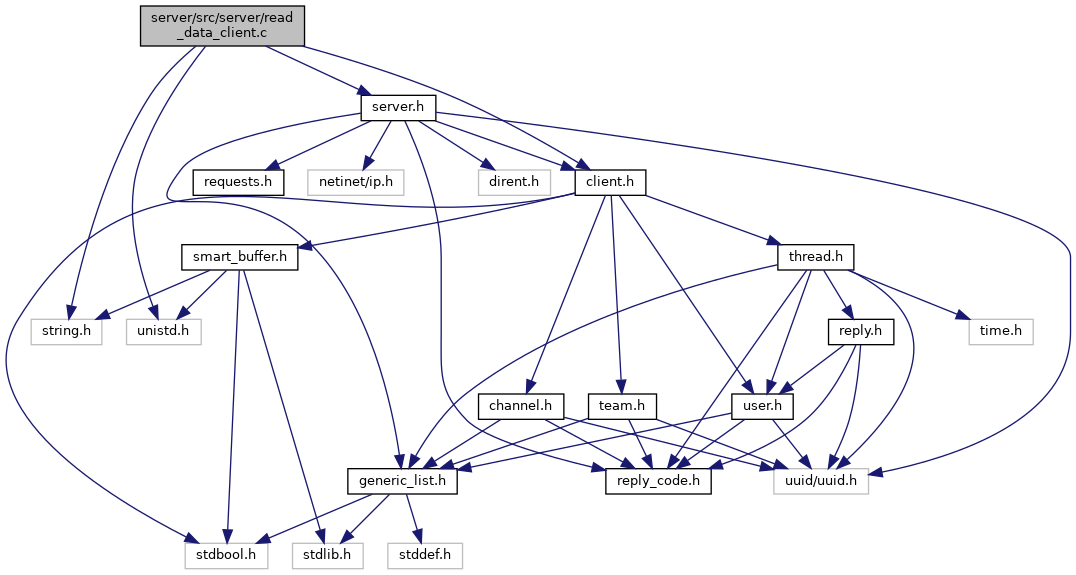 server/src/server/read
_data_client.c
server.h
requests.h
netinet/ip.h
dirent.h
client.h
smart_buffer.h
thread.h
string.h
unistd.h
reply.h
time.h
channel.h
team.h
user.h
generic_list.h
reply_code.h
uuid/uuid.h
stdbool.h
stdlib.h
stddef.h